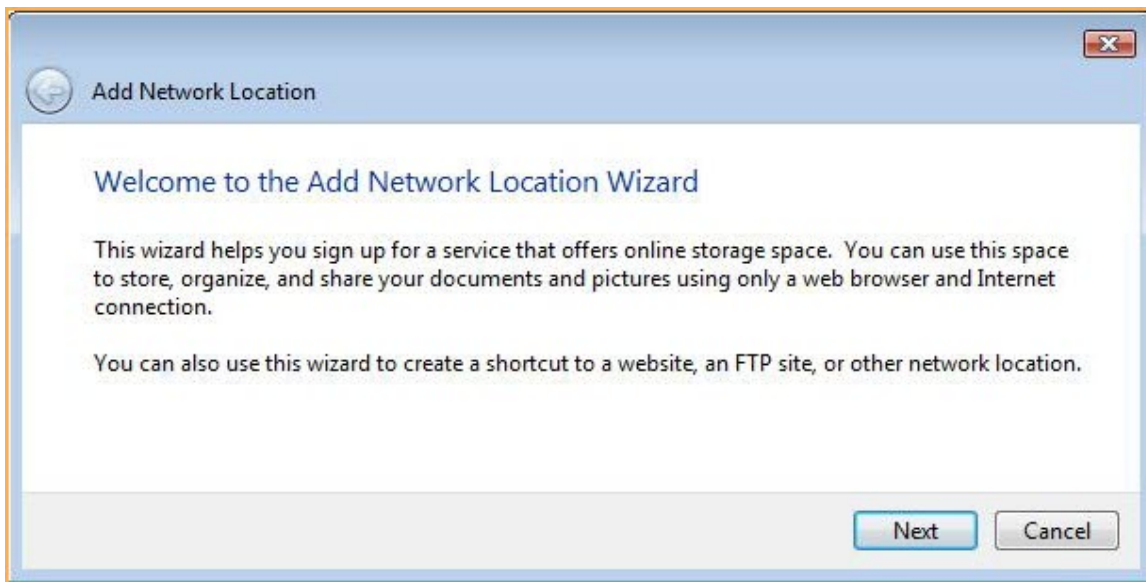 Add Network Location
Welcome to the Add Network Location Wizard
This wizard helps you sign up for a service that offers online storage space.  You can use this space
to store, organize, and share your documents and pictures using only a web browser and Internet
connection.
You can also use this wizard to create a shortcut to a website, an FTP site, or other network location.
Next
Cancel